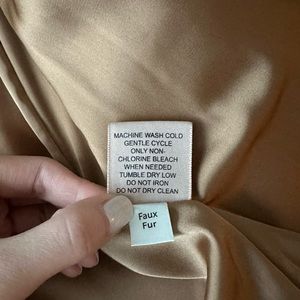 MACHINE WASH COLD
GENTLE CYCLE
ONLY NON-
CHLORINE BLEACH
WHEN NEEDED
TUMBLE DRY LOW
DO NOT IRON
DO NOT DRY CLEAN
Faux
Fur